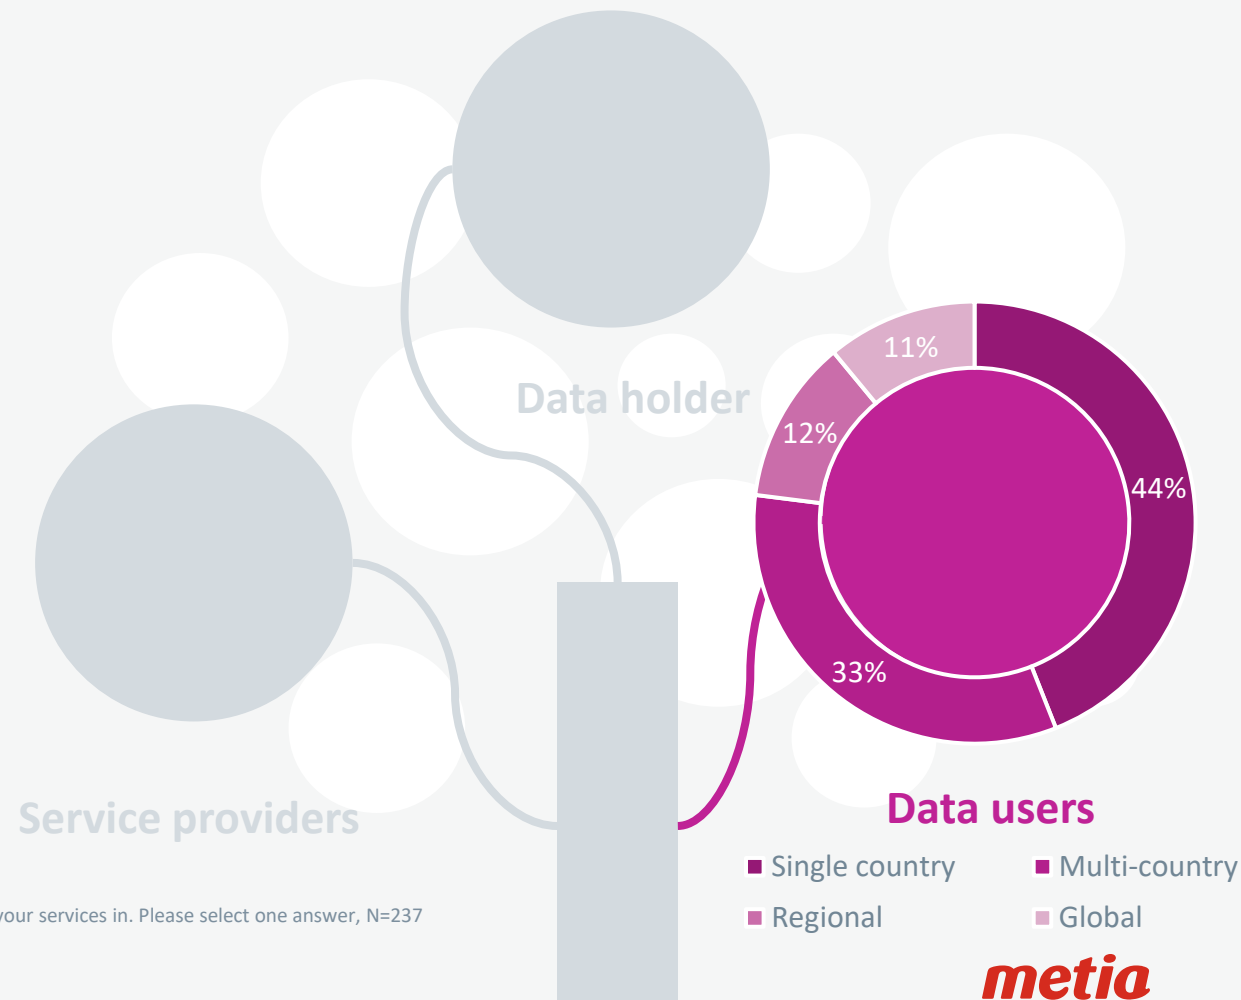 Data holder
11%
12%
44%
33%
Service providers
Data users
Single country
Multi-country
Regional
Global
your services in. Please select one answer, N=237
metia